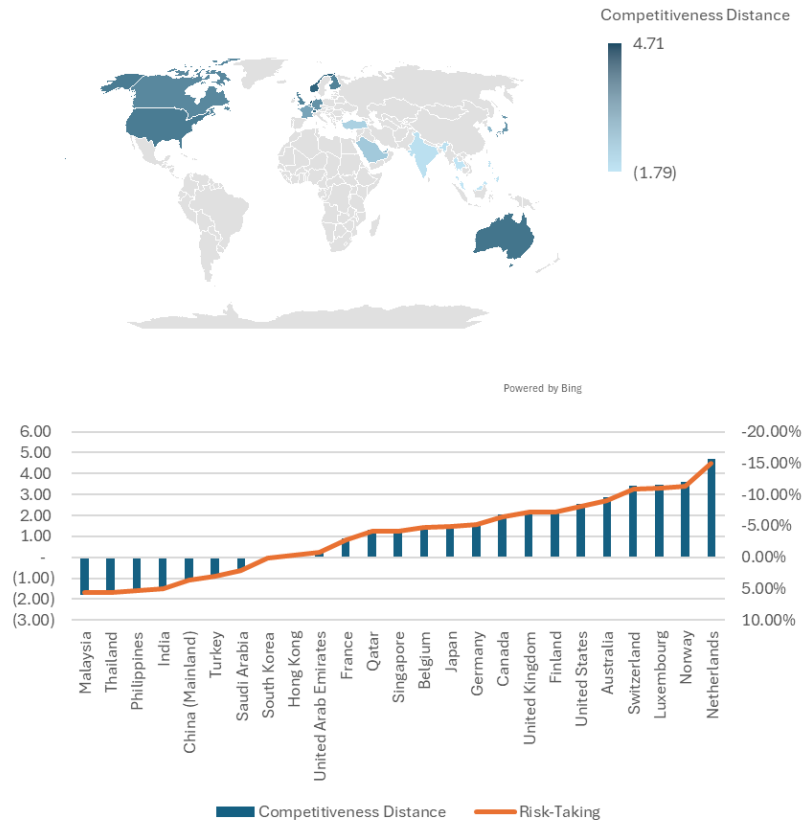 Competitiveness Distance
4.71
(1.79)
Powered by Bing
6.00
5.00
4.00
3.00
2.00
1.00
-
(1.00)
(2.00)
(3.00)
-20.00%
-15.00%
-10.00%
-5.00%
0.00%
5.00%
10.00%
Malaysia
Thailand
Philippines
India
China (Mainland)
Turkey
Saudi Arabia
South Korea
Hong Kong
United Arab Emirates
France
Qatar
Singapore
Belgium
Japan
Germany
Canada
United Kingdom
Finland
United States
Australia
Switzerland
Luxembourg
Norway
Netherlands
Competitiveness Distance
Risk-Taking